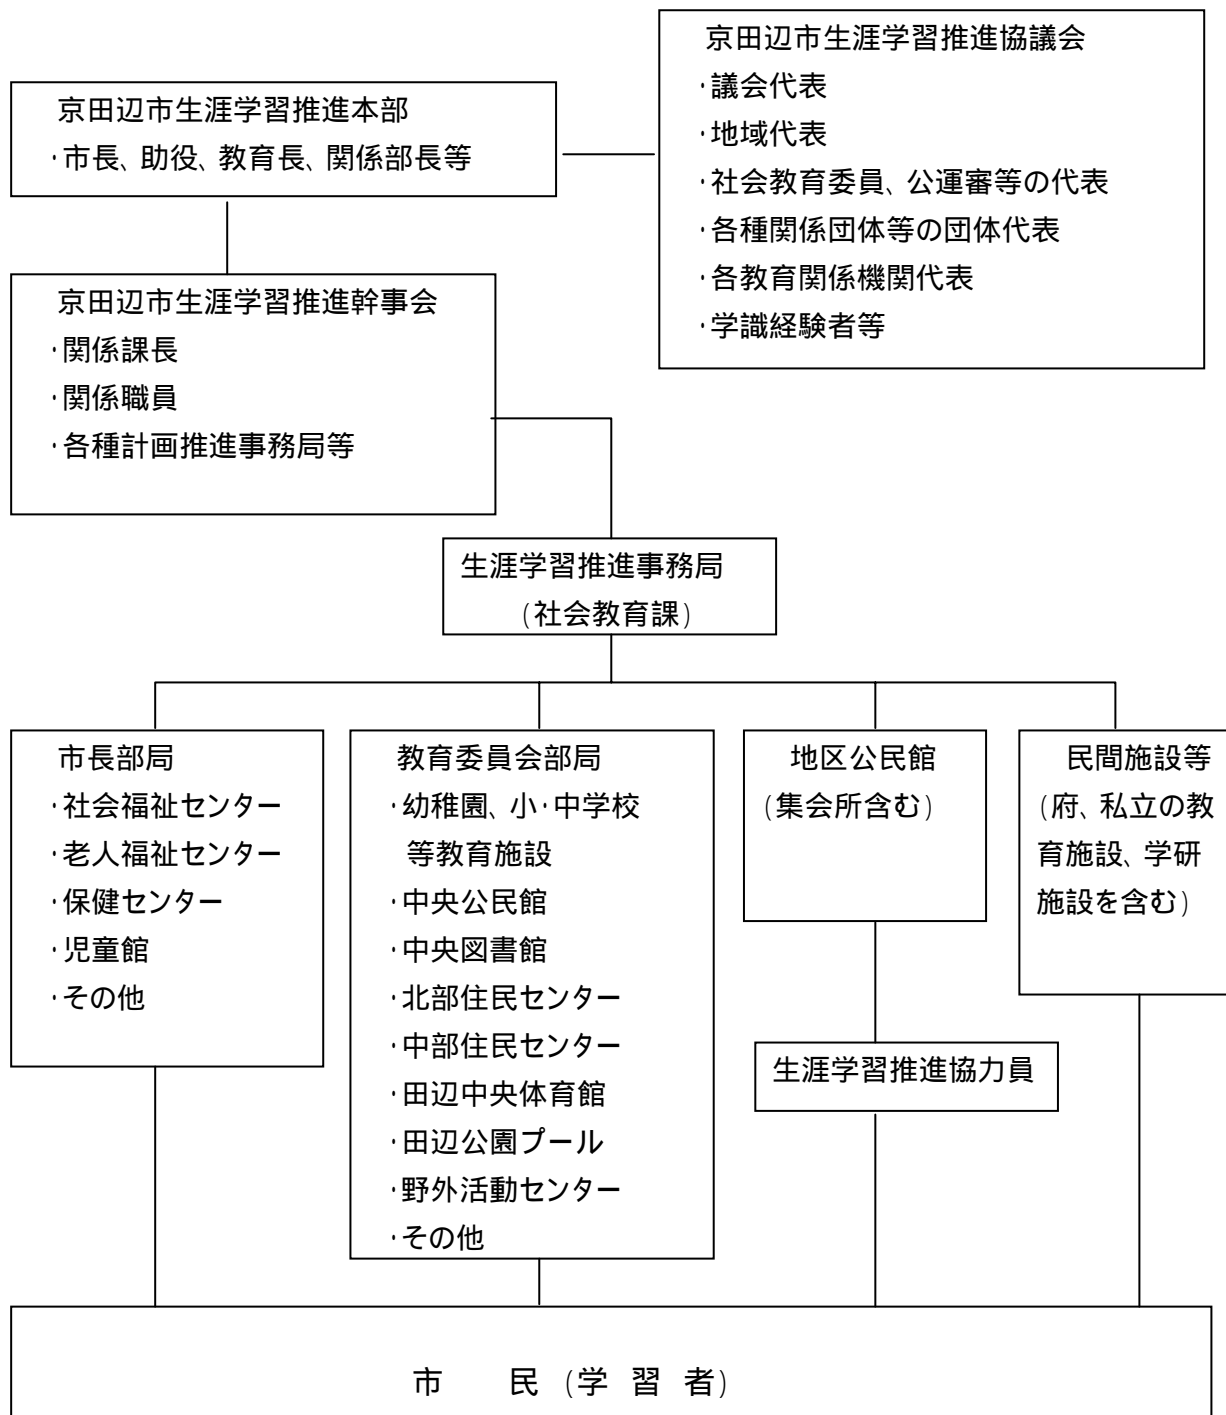 京田辺市生涯学習推進協議会
・議会代表
・地域代表
・社会教育委員、公運審等の代表
・各種関係団体等の団体代表
・各教育関係機関代表
・学識経験者等
京田辺市生涯学習推進本部
・市長、助役、教育長、関係部長等
京田辺市生涯学習推進幹事会
・関係課長
・関係職員
・各種計画推進事務局等
生涯学習推進事務局
(社会教育課)
市長部局
・社会福祉センター
・老人福祉センター
・保健センター
・児童館
・その他
教育委員会部局
・幼稚園、小・中学校
等教育施設
・中央公民館
・中央図書館
・北部住民センター
・中部住民センター
・田辺中央体育館
・田辺公園プール
・野外活動センター
・その他
地区公民館
(集会所含む)
生涯学習推進協力員
民間施設等
(府、私立の教
育施設、学研
施設を含む)
市 民 (学 習 者)